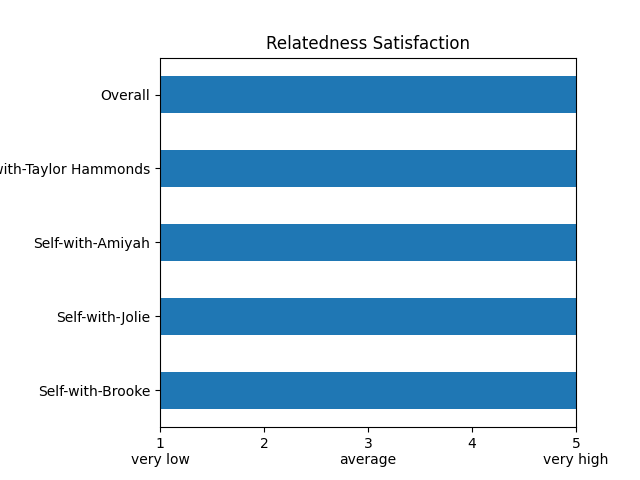 Relatedness Satisfaction
Overall
with-Taylor Hammonds
Self-with-Amiyah
Self-with-Jolie
Self-with-Brooke
1 2 3 4 5
very low average very high